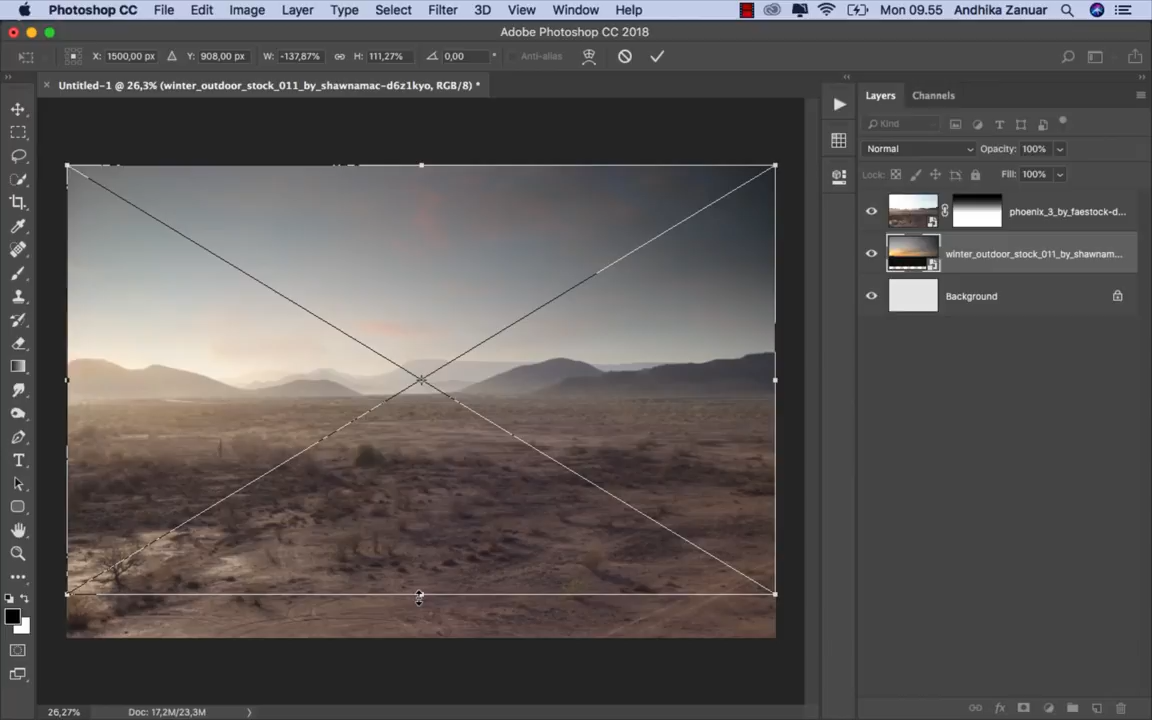 Photoshop CC File Edit Image Layer Type Select Filter 3D View Window Help Mon 09.55 Andhika Zanuar
Adobe Photoshop CC 2018
X: 1500,00 px Y: 908,00 px W: -137,87% H: 111,27% 0,00 ° Anti-alias
× Untitled-1 @ 26,3% (winter_outdoor_stock_011_by_shawnamac-d6z1kyo, RGB/8) *
Layers Channels
Kind
Normal Opacity: 100%
Lock: Fill: 100%
phoenix_3_by_faestock-d...
winter_outdoor_stock_011_by_shawnam...
Background
26,27% Doc: 17,2M/23,3M